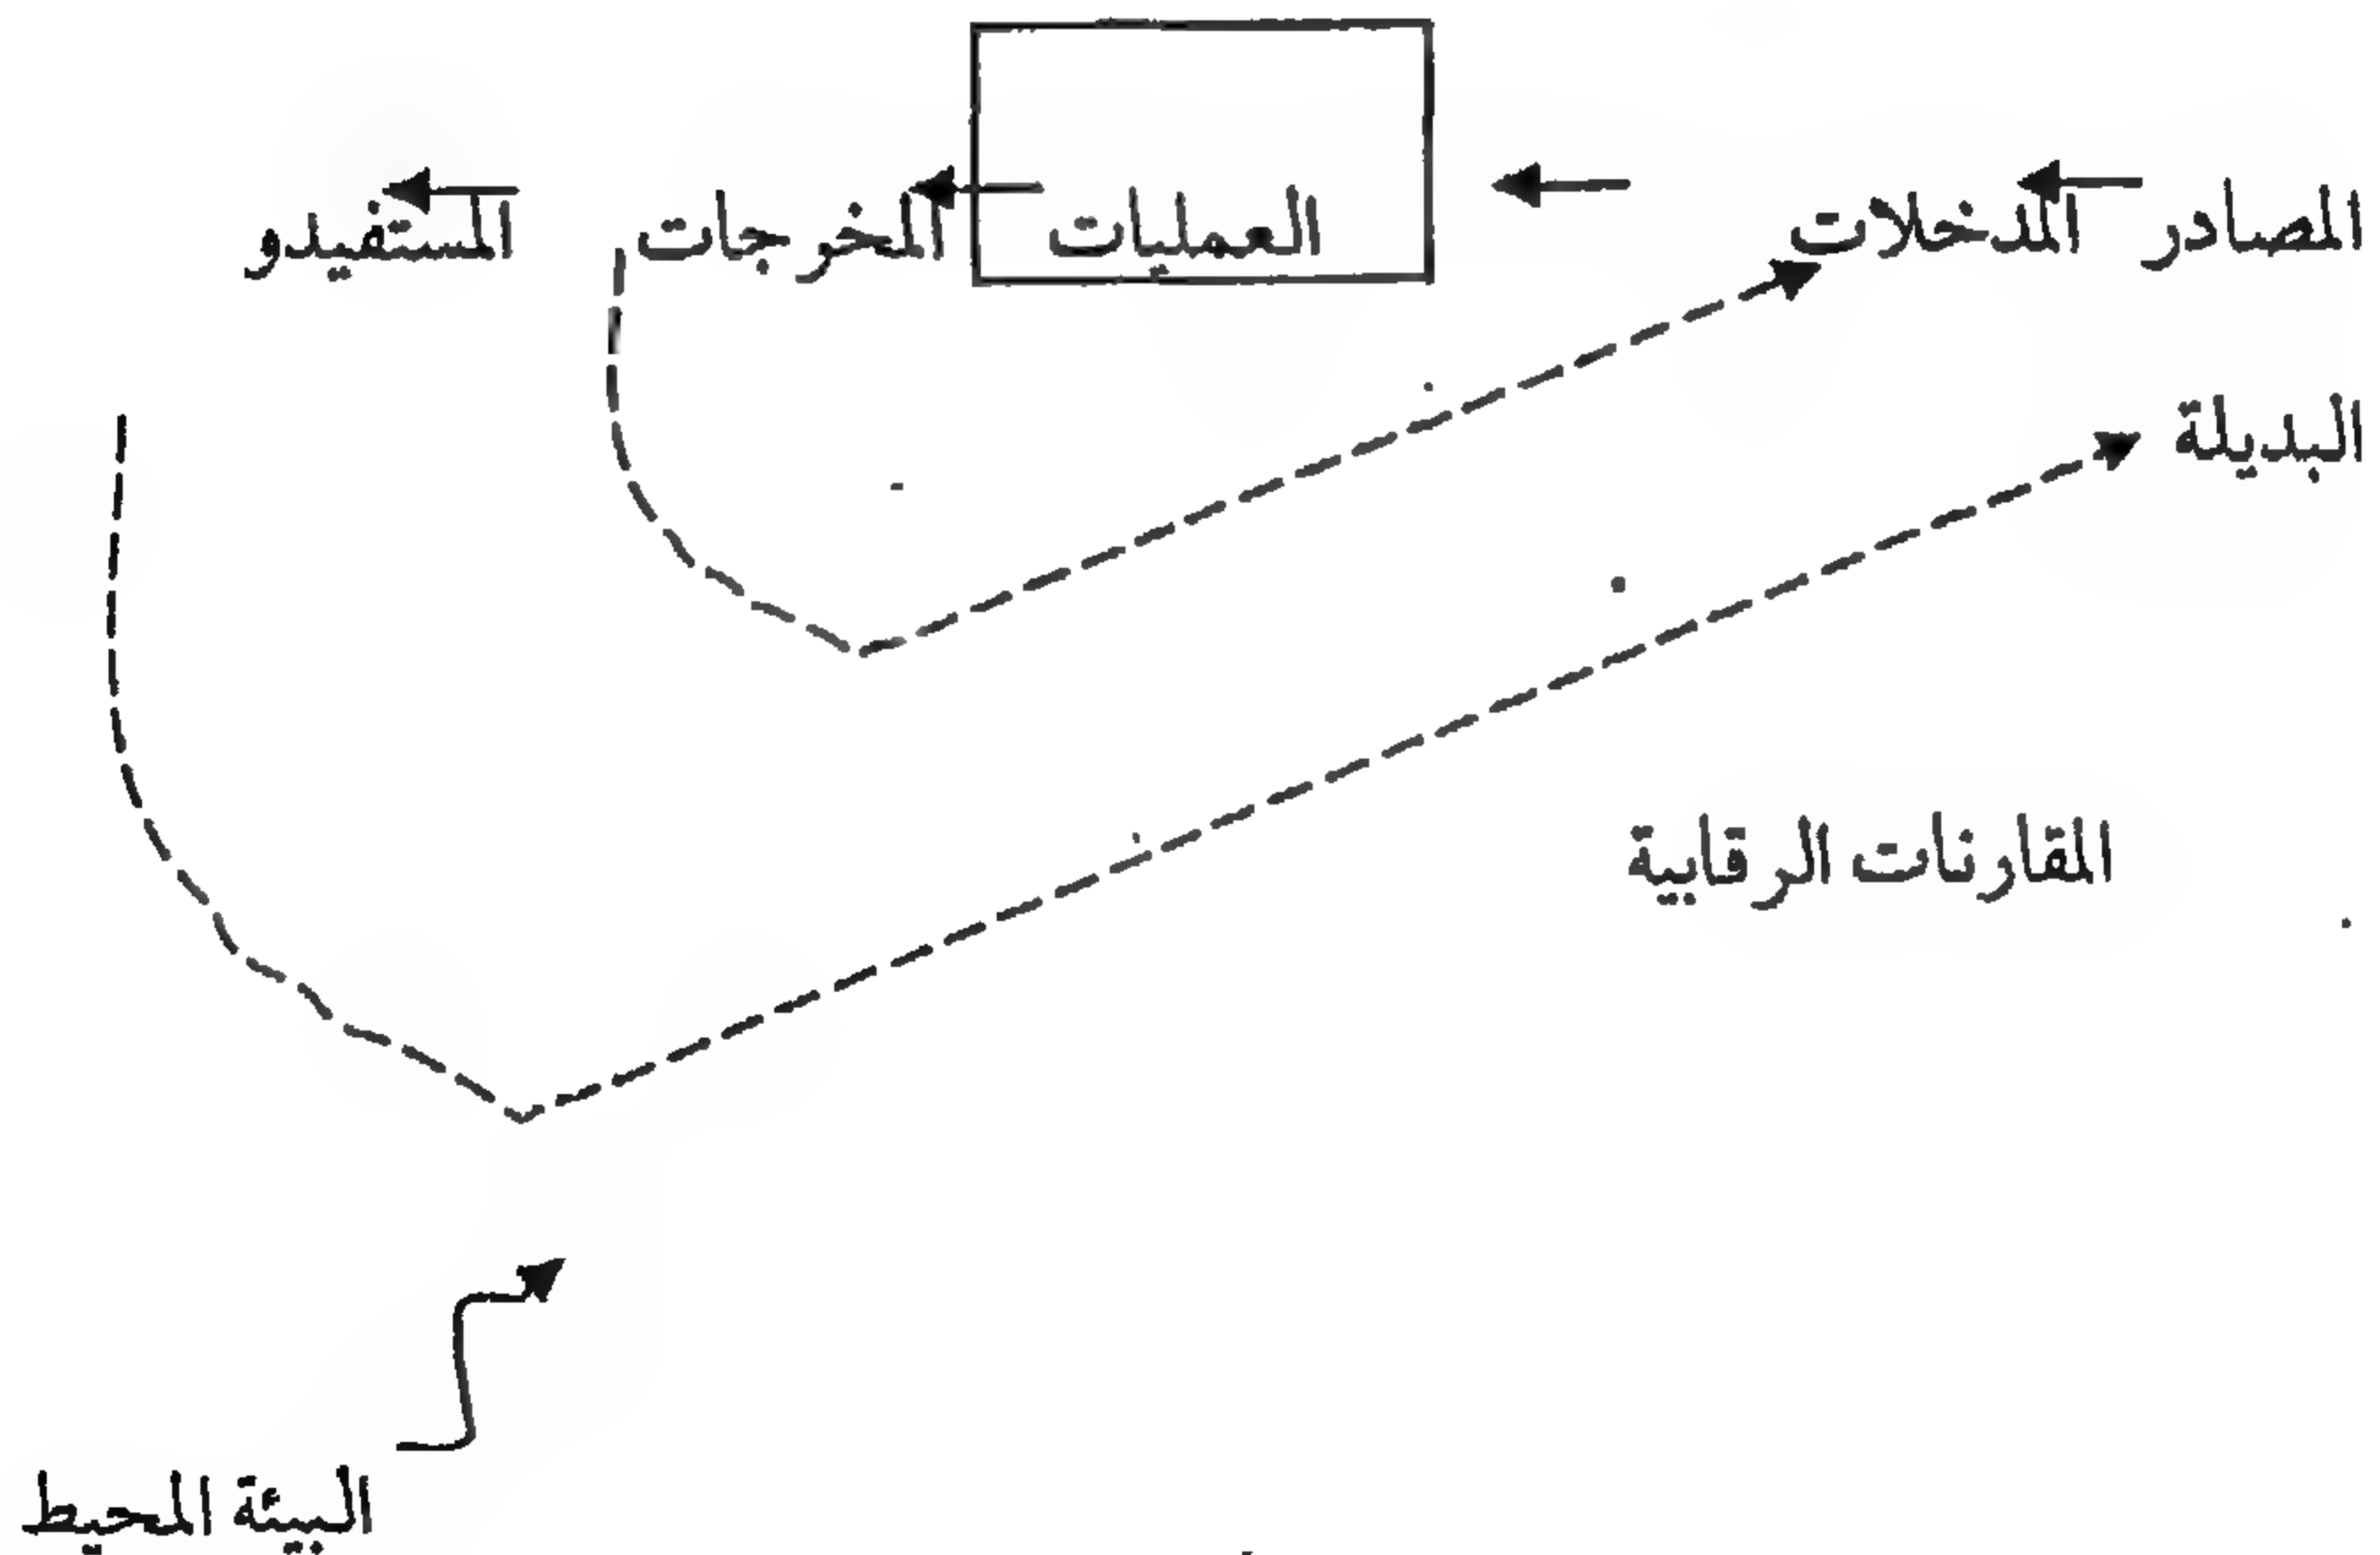 المصادر المدخلات العمليات المخرجات المستفيدو
البديلة
المقارنات الرقابية
البيئة المحيط